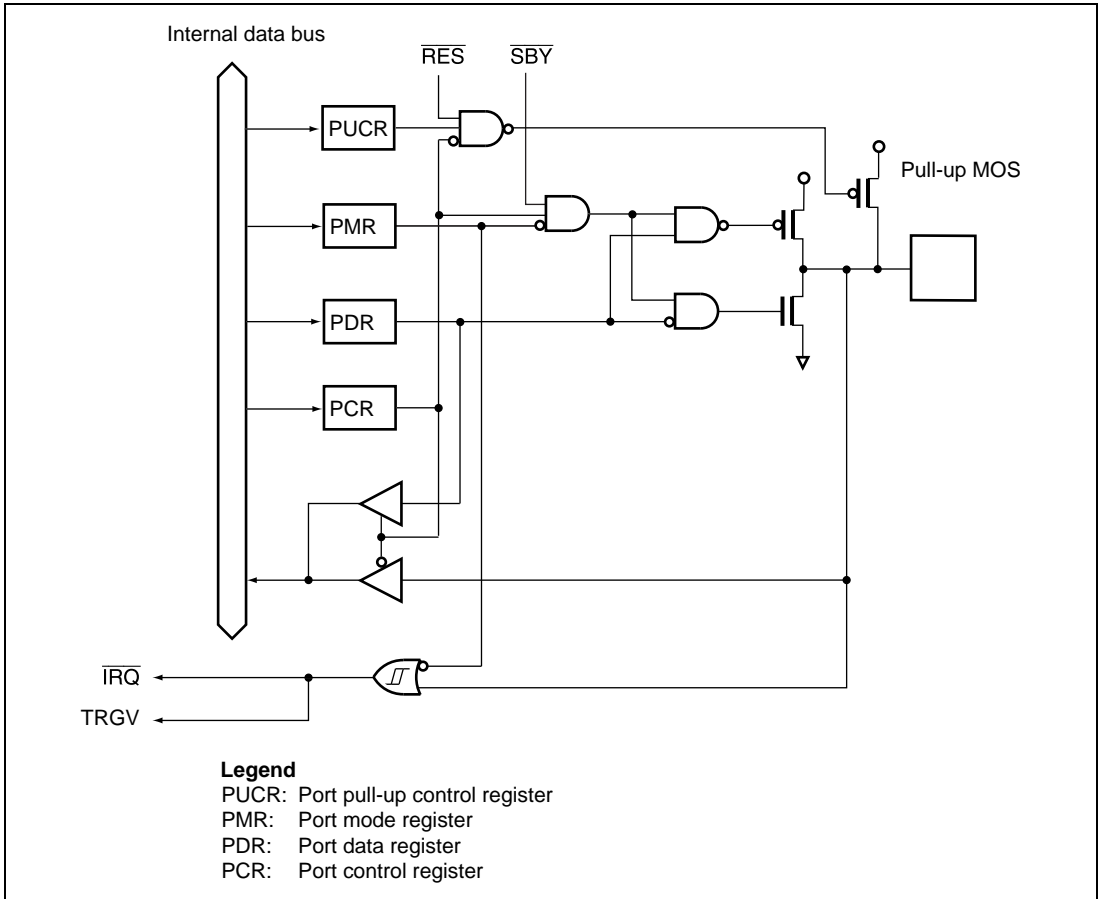 Internal data bus
RES SBY
PUCR
Pull-up MOS
PMR
PDR
PCR
IRQ
TRGV
Legend
PUCR: Port pull-up control register
PMR: Port mode register
PDR: Port data register
PCR: Port control register